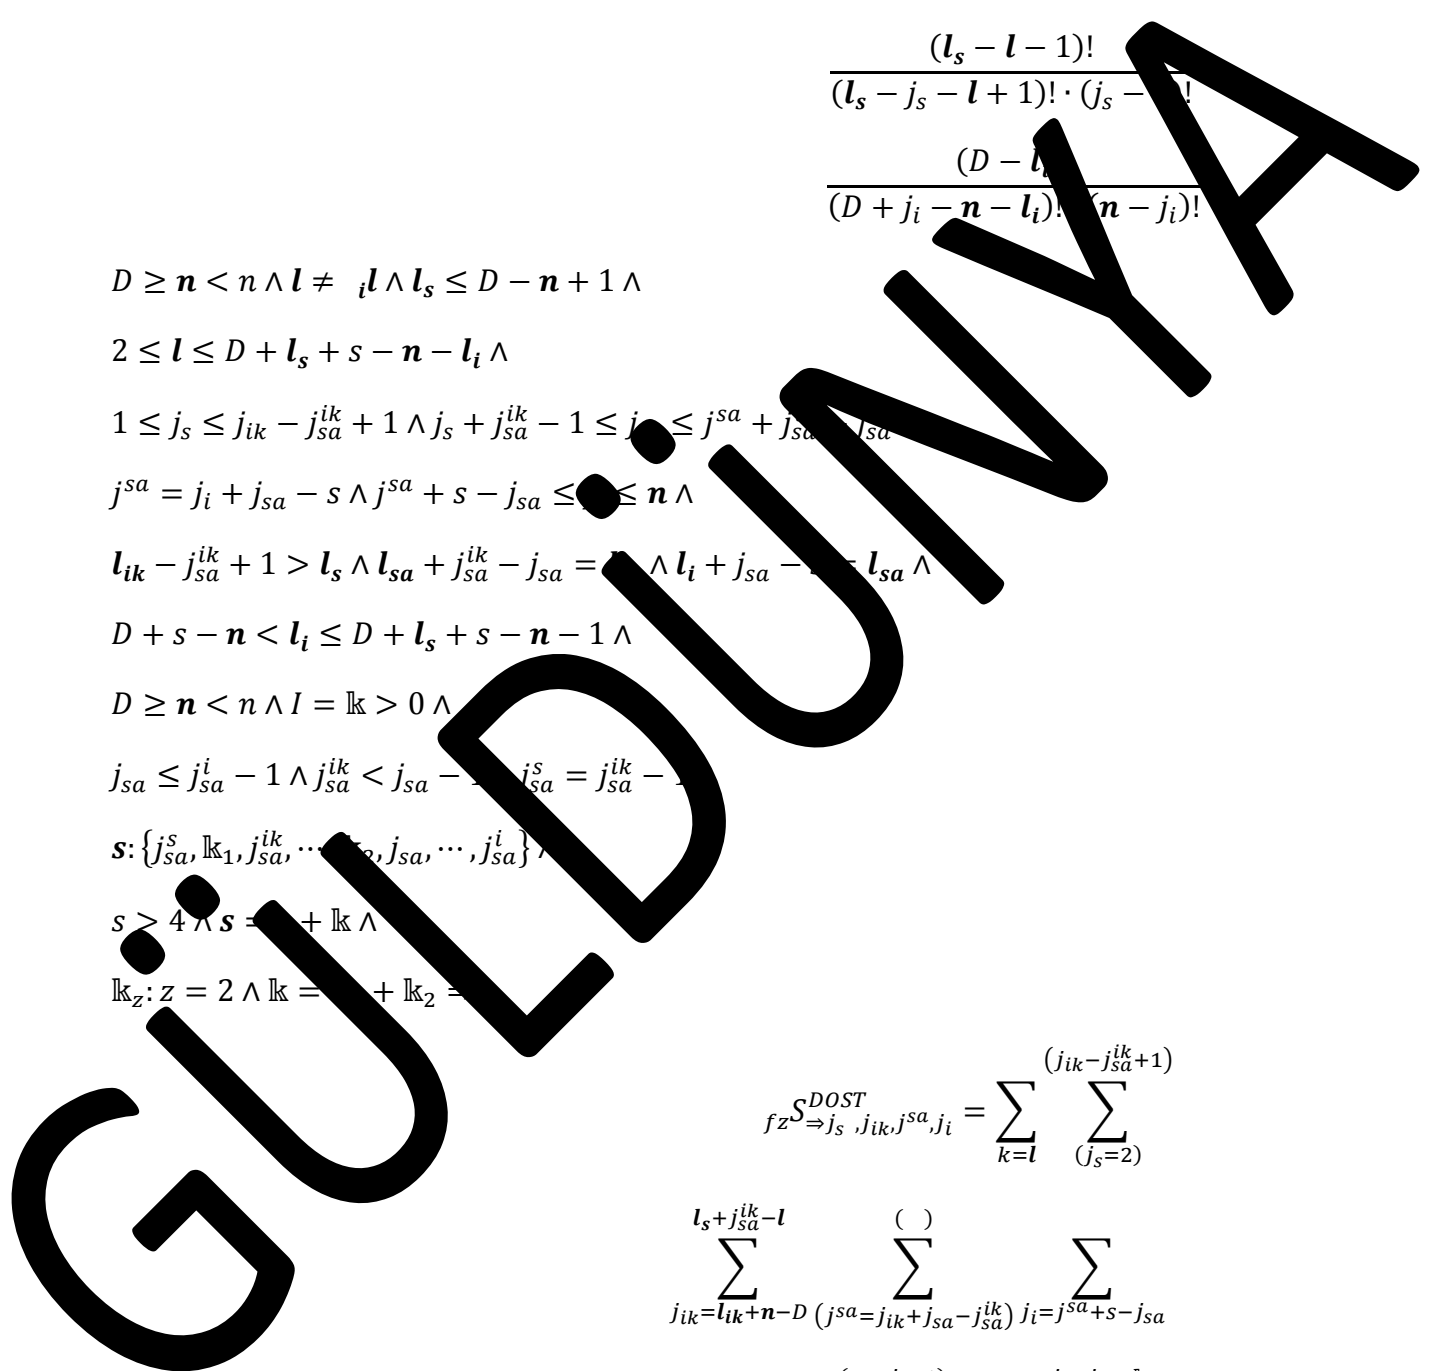 (l_s − l − 1)!
(l_s − j_s − l + 1)! · (j_s − )!
(D − l
(D + j_i − n − l_i)! (n − j_i)!
D ≥ n < n ∧ l ≠ _i l ∧ l_s ≤ D − n + 1 ∧
2 ≤ l ≤ D + l_s + s − n − l_i ∧
1 ≤ j_s ≤ j_ik − j_sa^ik + 1 ∧ j_s + j_sa^ik − 1 ≤ j ≤ j^sa + j_sa j_sa
j^sa = j_i + j_sa − s ∧ j^sa + s − j_sa ≤ ≤ n ∧
l_ik − j_sa^ik + 1 > l_s ∧ l_sa + j_sa^ik − j_sa = ∧ l_i + j_sa − = l_sa ∧
D + s − n < l_i ≤ D + l_s + s − n − 1 ∧
D ≥ n < n ∧ I = 𝕜 > 0 ∧
j_sa ≤ j_sa^i − 1 ∧ j_sa^ik < j_sa − j_sa^s = j_sa^ik −
s: {j_sa^s, 𝕜_1, j_sa^ik, ⋯ , j_sa, ⋯ , j_sa^i} ∧
s > 4 ∧ s = + 𝕜 ∧
𝕜_z: z = 2 ∧ 𝕜 = + 𝕜_2
(j_ik−j_sa^ik+1)
_fz S_⇒j_s ,j_ik,j^sa,j_i^DOST = ∑ ∑
k=l (j_s=2)
l_s+j_sa^ik−l ( )
∑ ∑ ∑
j_ik=l_ik+n−D (j^sa=j_ik+j_sa−j_sa^ik) j_i=j^sa+s−j_sa
GÜLDÜNYA